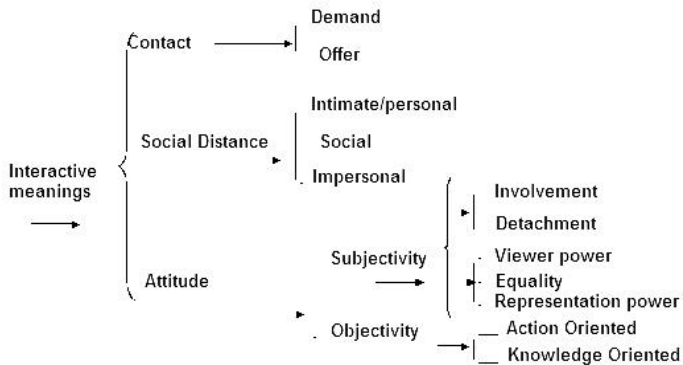 Demand
Contact
Offer
Intimate/personal
Social Distance
Social
Interactive
meanings
Impersonal
Involvement
Detachment
Subjectivity
Viewer power
Attitude
Equality
Representation power
Objectivity
Action Oriented
Knowledge Oriented